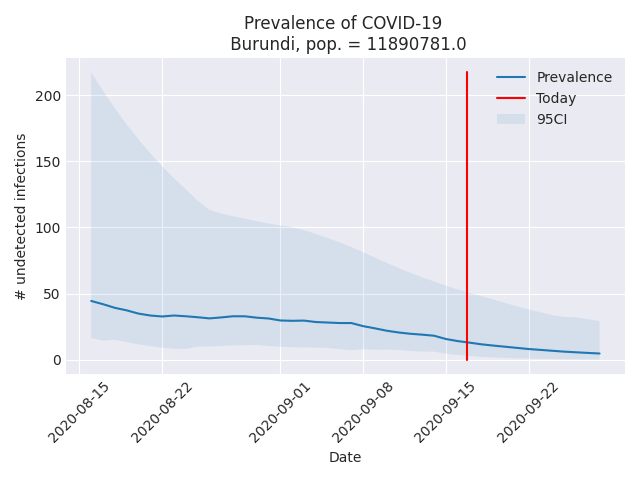 Prevalence of COVID-19
Burundi, pop. = 11890781.0
Prevalence
Today
95CI
# undetected infections
200
150
100
50
0
2020-08-15
2020-08-22
2020-09-01
2020-09-08
2020-09-15
2020-09-22
Date